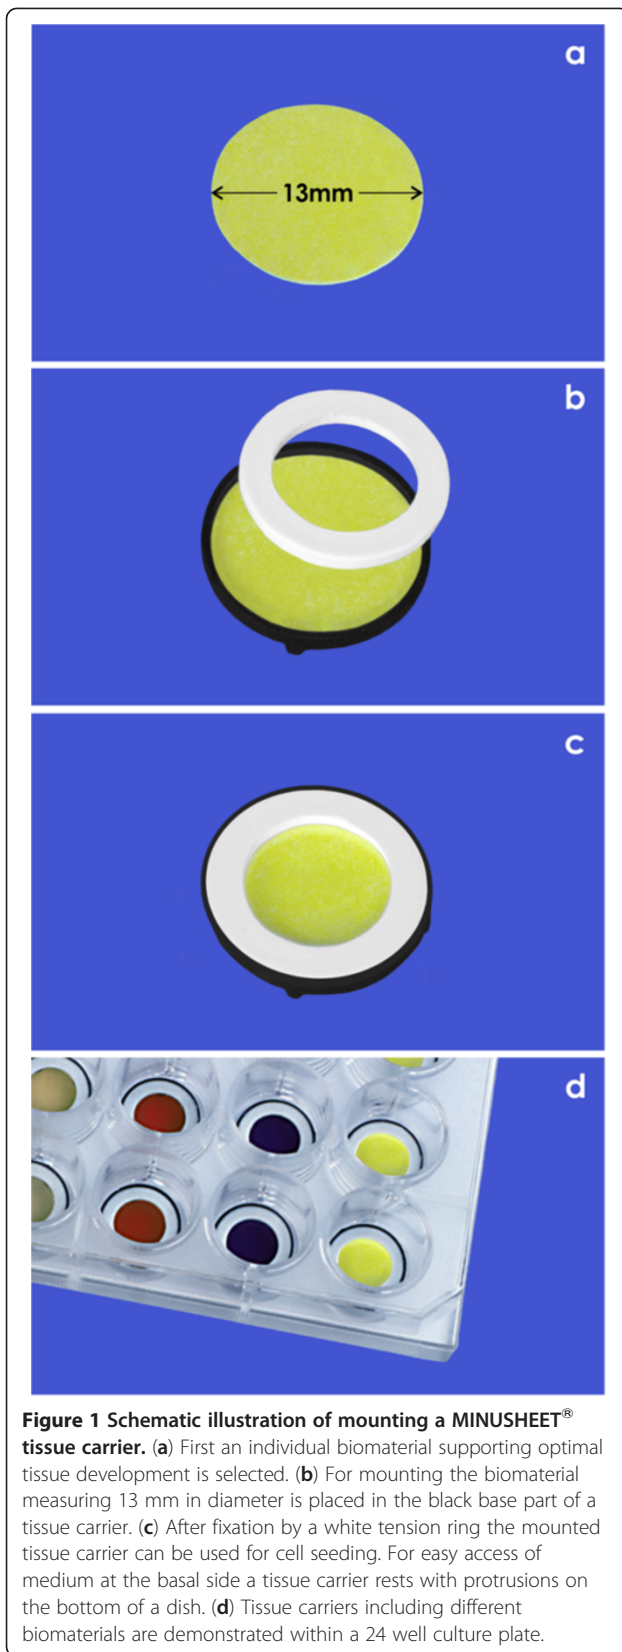 a
13mm
b
c
d
Figure 1 Schematic illustration of mounting a MINUSHEET®
tissue carrier. (a) First an individual biomaterial supporting optimal
tissue development is selected. (b) For mounting the biomaterial
measuring 13 mm in diameter is placed in the black base part of a
tissue carrier. (c) After fixation by a white tension ring the mounted
tissue carrier can be used for cell seeding. For easy access of
medium at the basal side a tissue carrier rests with protrusions on
the bottom of a dish. (d) Tissue carriers including different
biomaterials are demonstrated within a 24 well culture plate.